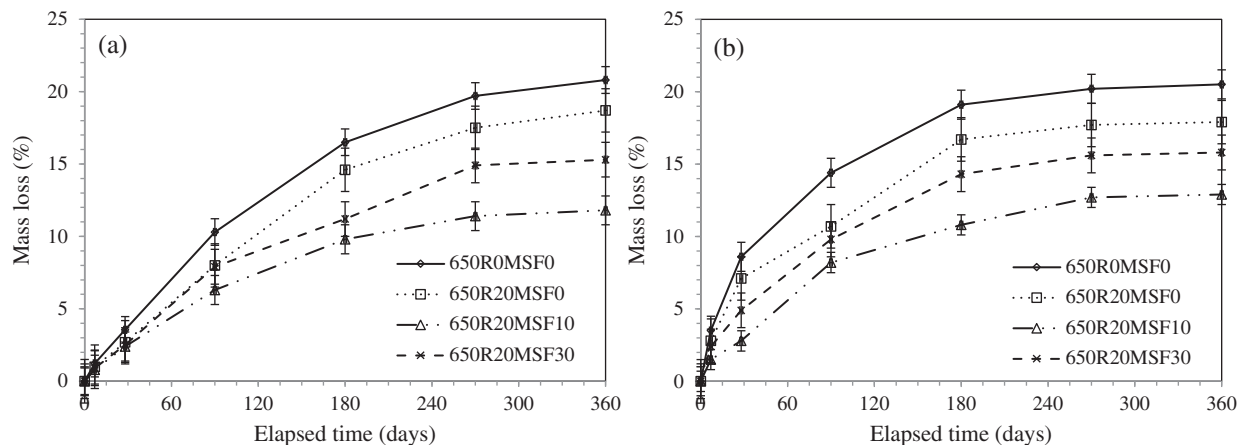 (a)
Mass loss (%)
25
20
15
10
5
0
0 60 120 180 240 300 360
Elapsed time (days)
650R0MSF0
650R20MSF0
650R20MSF10
650R20MSF30
(b)
Mass loss (%)
25
20
15
10
5
0
0 60 120 180 240 300 360
Elapsed time (days)
650R0MSF0
650R20MSF0
650R20MSF10
650R20MSF30